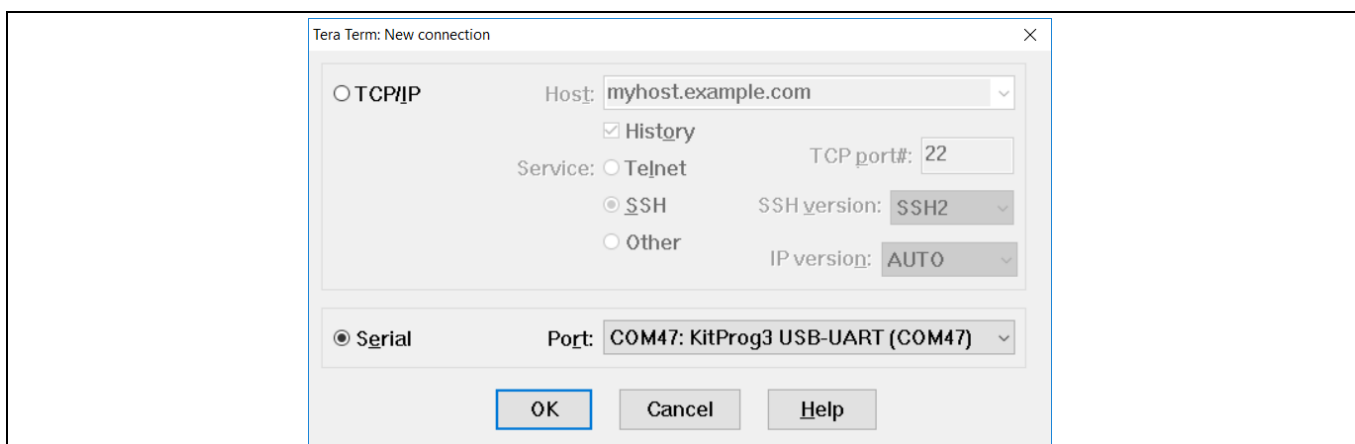 Tera Term: New connection
TCP/IP Host: myhost.example.com
History
Service: Telnet TCP port#: 22
SSH SSH version: SSH2
Other IP version: AUTO
Serial Port: COM47: KitProg3 USB-UART (COM47)
OK Cancel Help